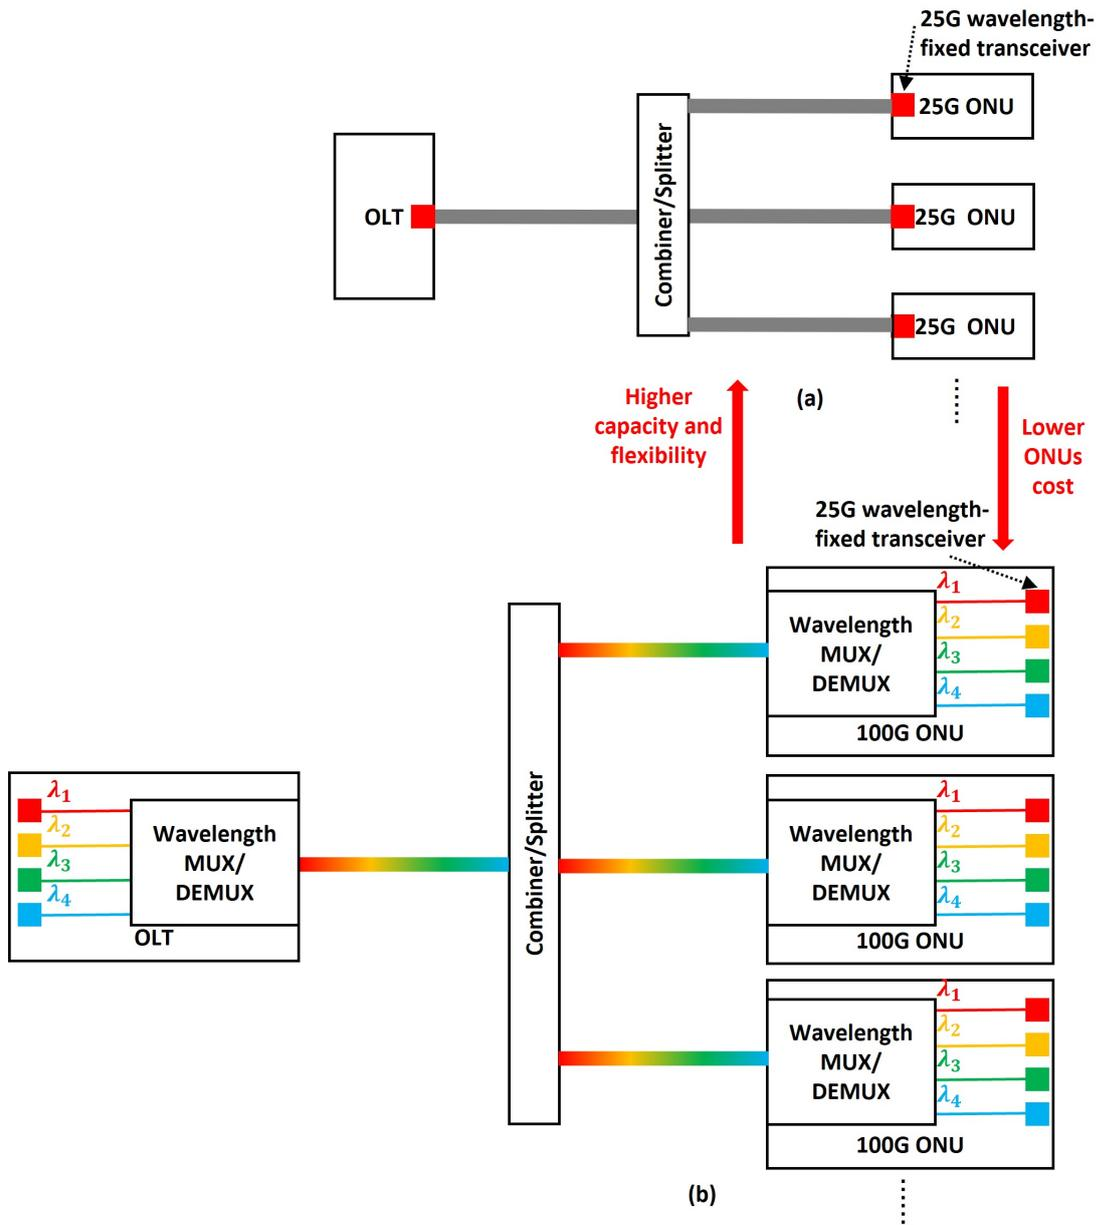 25G wavelength-
fixed transceiver
25G ONU
OLT
Combiner/Splitter
25G ONU
25G ONU
(a)
Higher
capacity and
flexibility
Lower
ONUs
cost
25G wavelength-
fixed transceiver
λ1
λ2
λ3
λ4
Wavelength
MUX/
DEMUX
100G ONU
λ1
λ2
λ3
λ4
Wavelength
MUX/
DEMUX
OLT
Combiner/Splitter
λ1
λ2
λ3
λ4
Wavelength
MUX/
DEMUX
100G ONU
λ1
λ2
λ3
λ4
Wavelength
MUX/
DEMUX
100G ONU
(b)